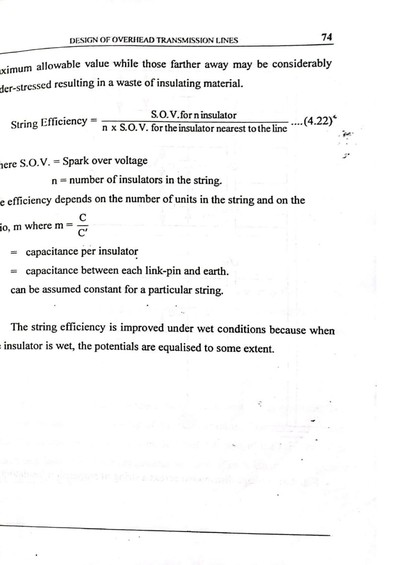 DESIGN OF OVERHEAD TRANSMISSION LINES 74
ximum allowable value while those farther away may be considerably
der-stressed resulting in a waste of insulating material.
String Efficiency = S.O.V. for n insulator / n x S.O.V. for the insulator nearest to the line ....(4.22)
here S.O.V. = Spark over voltage
n = number of insulators in the string.
e efficiency depends on the number of units in the string and on the
io, m where m = C / C'
= capacitance per insulator
= capacitance between each link-pin and earth.
can be assumed constant for a particular string.
The string efficiency is improved under wet conditions because when
insulator is wet, the potentials are equalised to some extent.